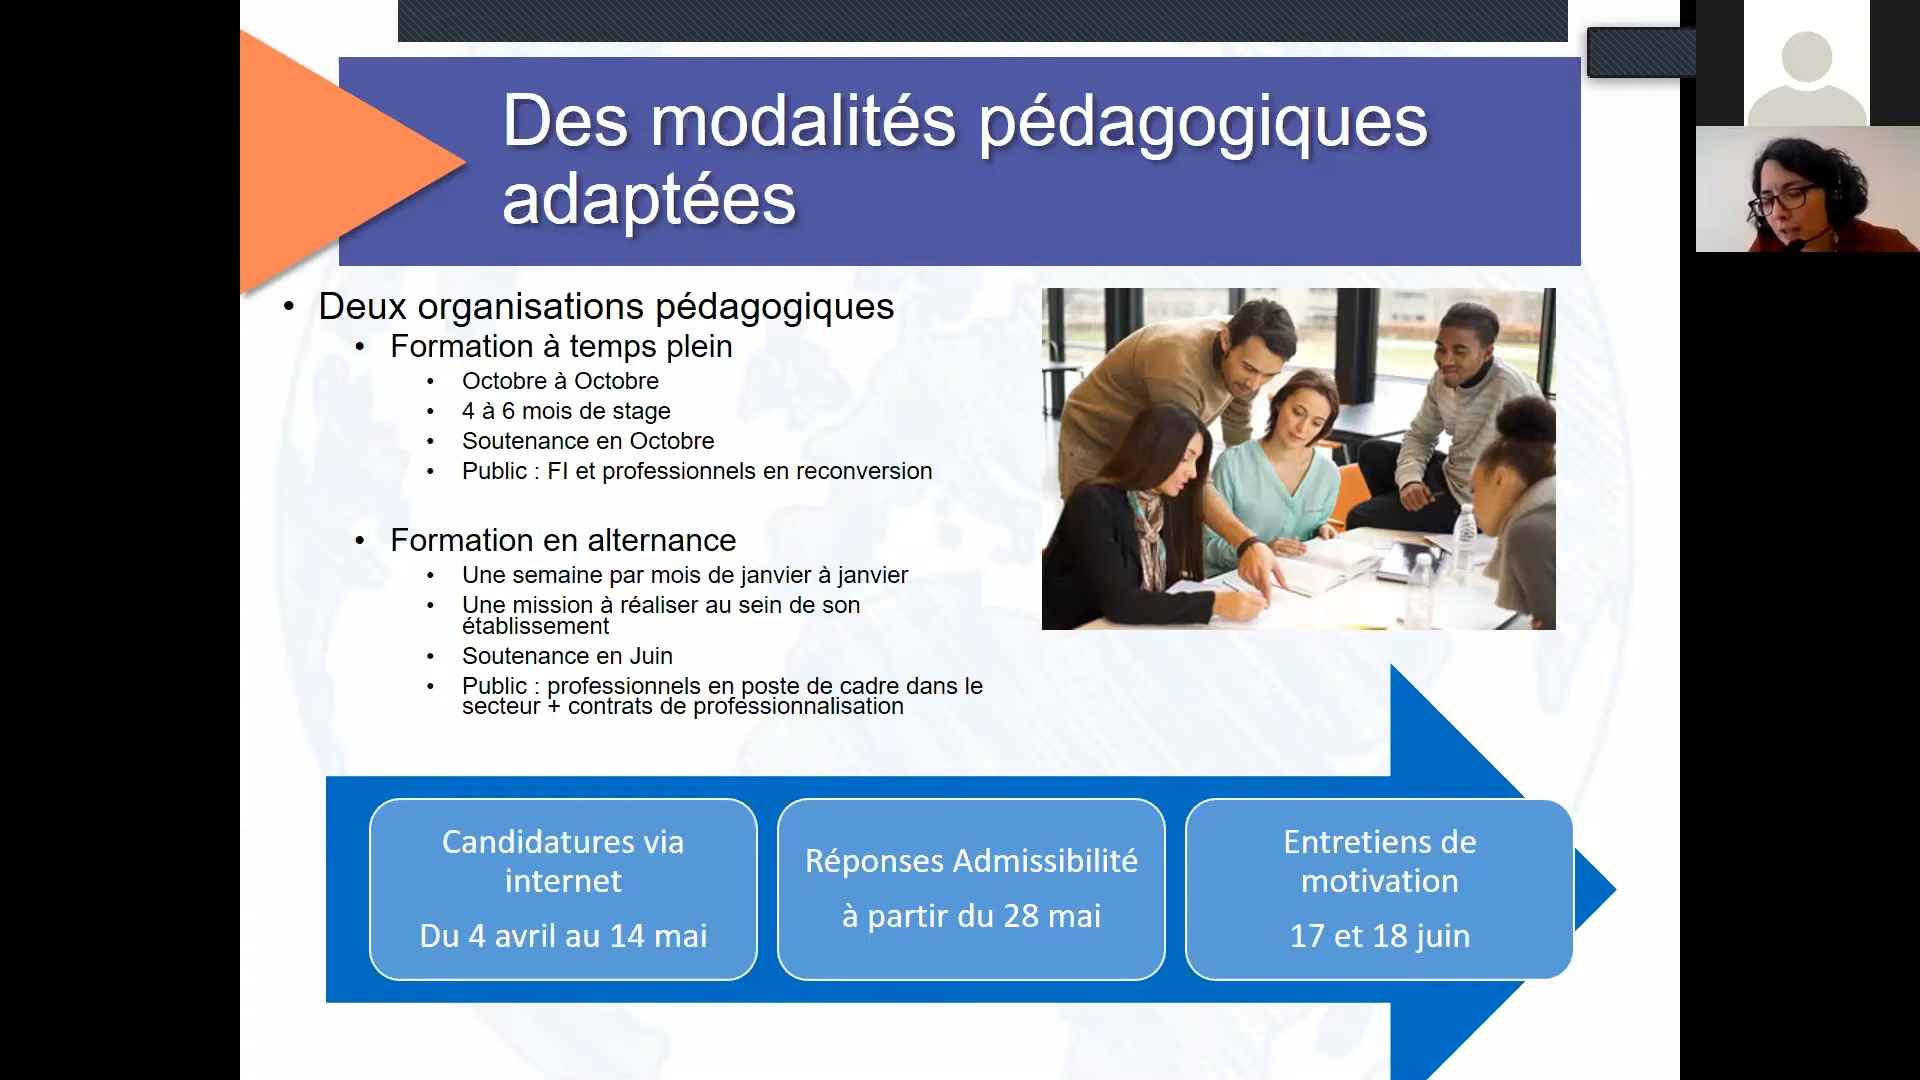 Des modalités pédagogiques
adaptées
• Deux organisations pédagogiques
• Formation à temps plein
• Octobre à Octobre
• 4 à 6 mois de stage
• Soutenance en Octobre
• Public : FI et professionnels en reconversion
• Formation en alternance
• Une semaine par mois de janvier à janvier
• Une mission à réaliser au sein de son
établissement
• Soutenance en Juin
• Public : professionnels en poste de cadre dans le
secteur + contrats de professionnalisation
Candidatures via
internet
Du 4 avril au 14 mai
Réponses Admissibilité
à partir du 28 mai
Entretiens de
motivation
17 et 18 juin